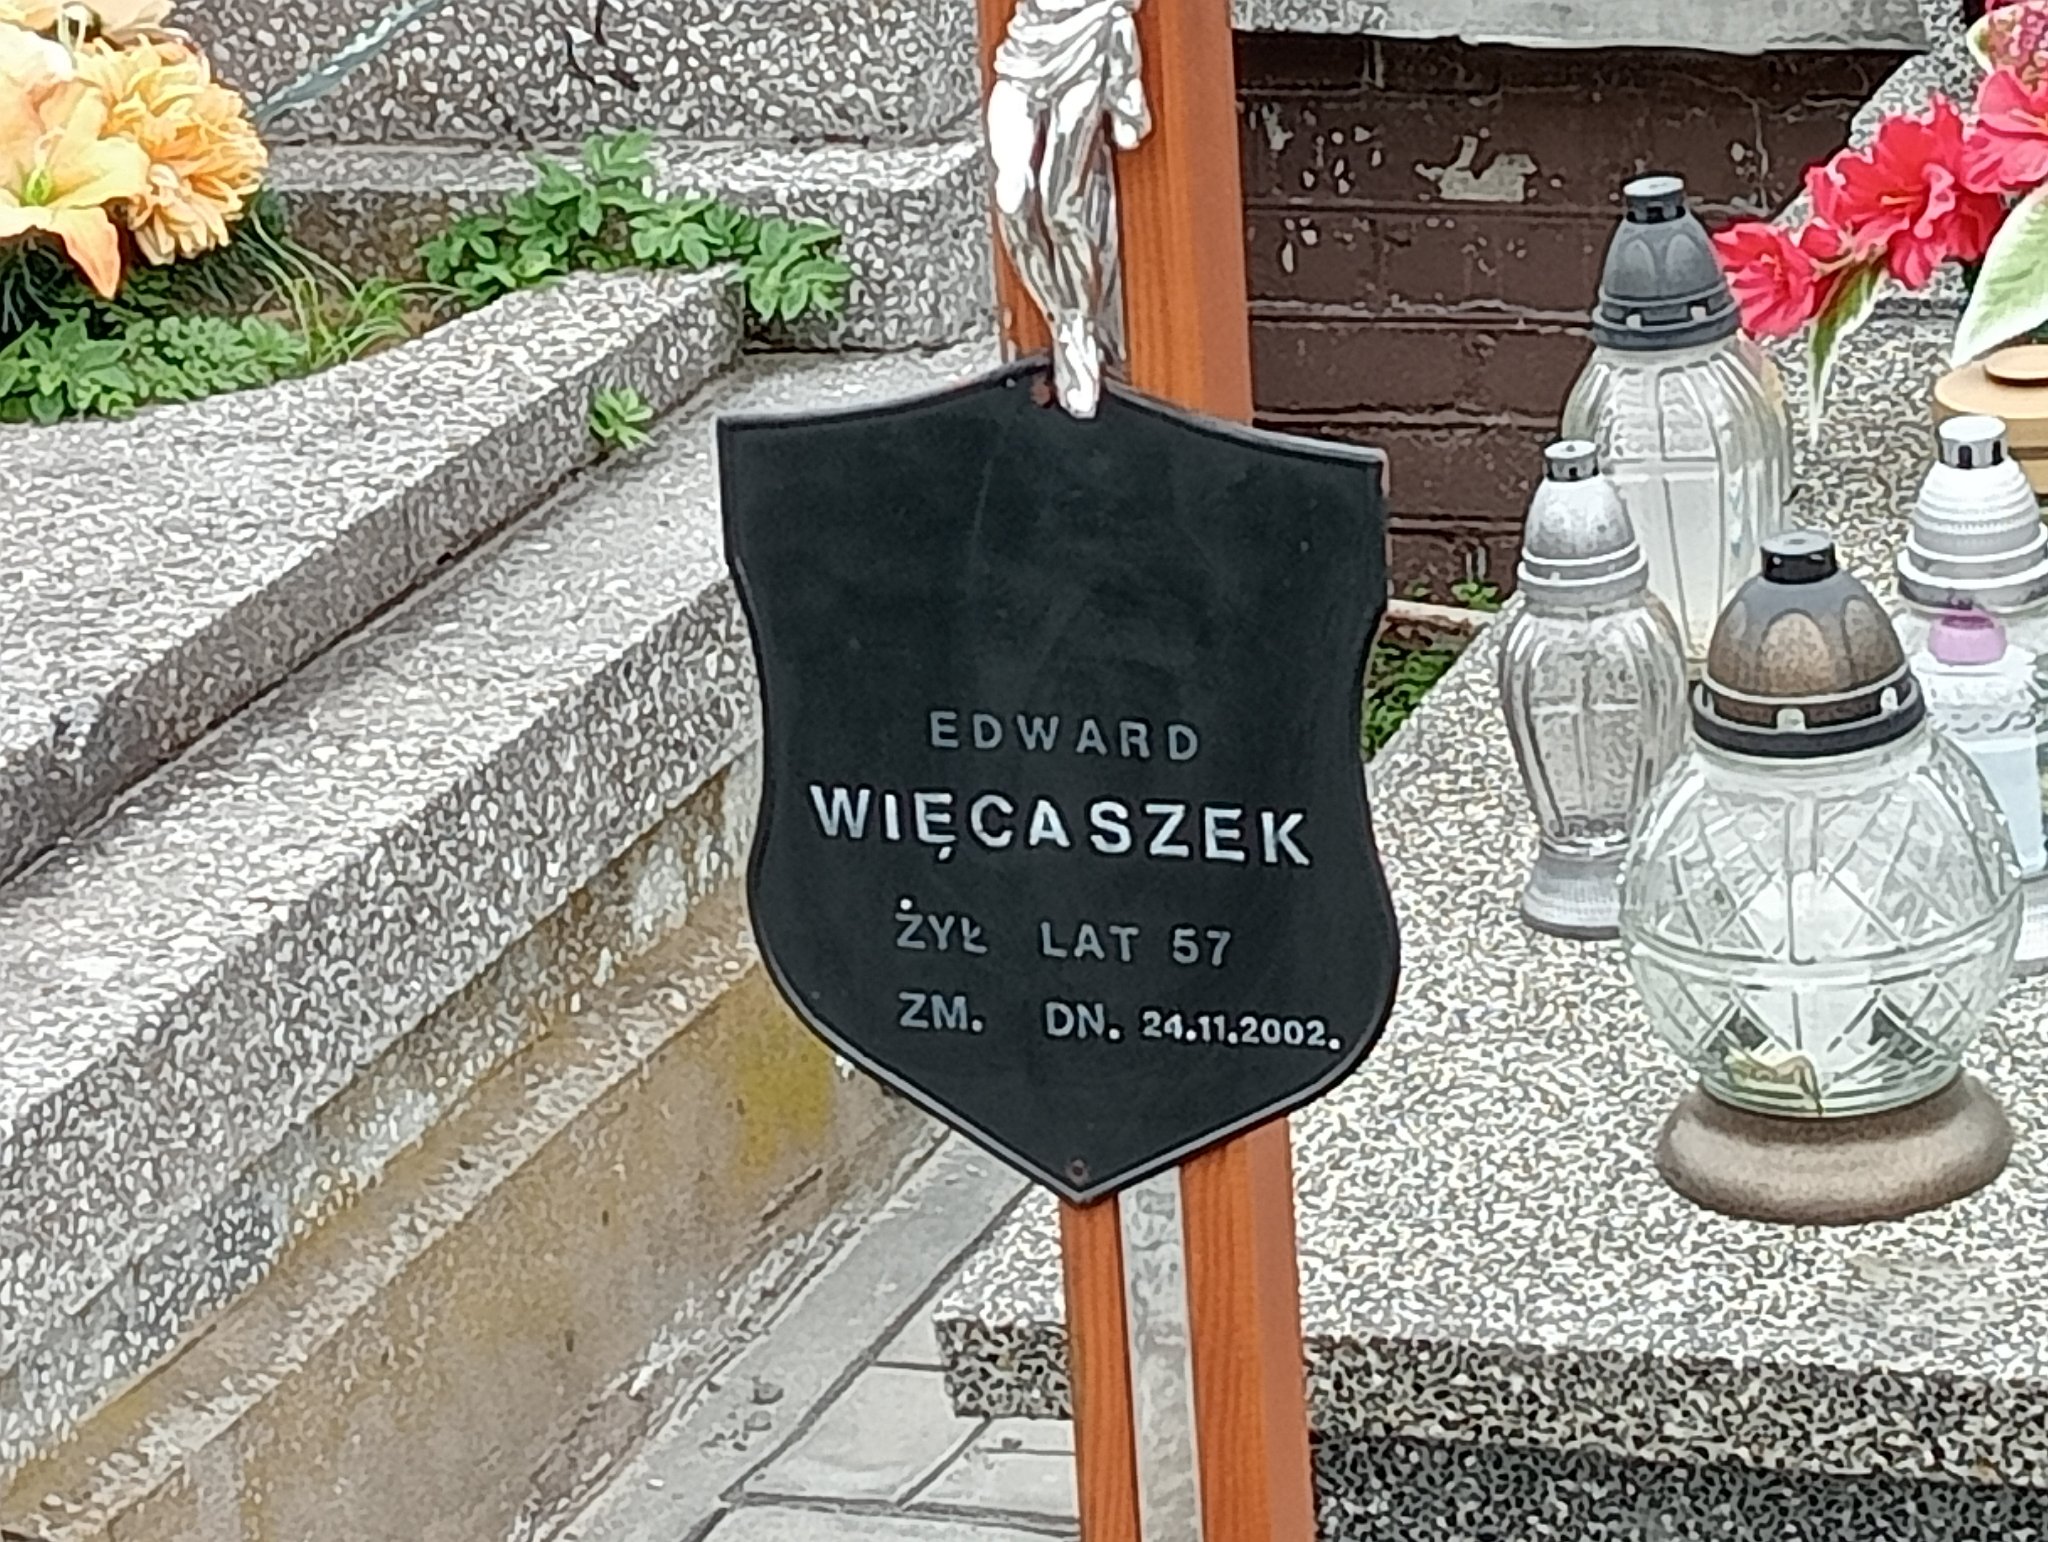 EDWARD
WIĘCASZEK
ŻYŁ LAT 57
ZM. DN. 24.11.2002.